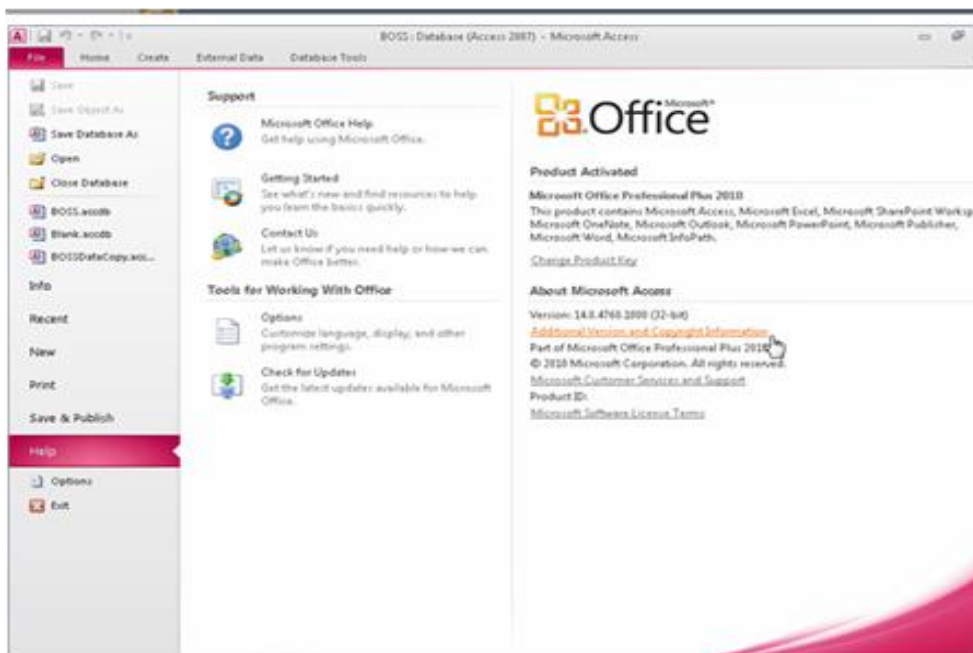 BOSS : Database (Access 2007) - Microsoft Access
File Home Create External Data Database Tools
Save
Save Object As
Save Database As
Open
Close Database
BOSS.accdb
Blank.accdb
BOSSDataCopy.acc...
Info
Recent
New
Print
Save & Publish
Help
Options
Exit
Support
Microsoft Office Help
Get help using Microsoft Office.
Getting Started
See what's new and find resources to help
you learn the basics quickly.
Contact Us
Let us know if you need help or how we can
make Office better.
Tools for Working With Office
Options
Customize language, display, and other
program settings.
Check for Updates
Get the latest updates available for Microsoft
Office.
Microsoft
Office
Product Activated
Microsoft Office Professional Plus 2010
This product contains Microsoft Access, Microsoft Excel, Microsoft SharePoint Worksp
Microsoft OneNote, Microsoft Outlook, Microsoft PowerPoint, Microsoft Publisher,
Microsoft Word, Microsoft InfoPath.
Change Product Key
About Microsoft Access
Version: 14.0.4760.1000 (32-bit)
Additional Version and Copyright Information
Part of Microsoft Office Professional Plus 2010
© 2010 Microsoft Corporation. All rights reserved.
Microsoft Customer Services and Support
Product ID:
Microsoft Software License Terms